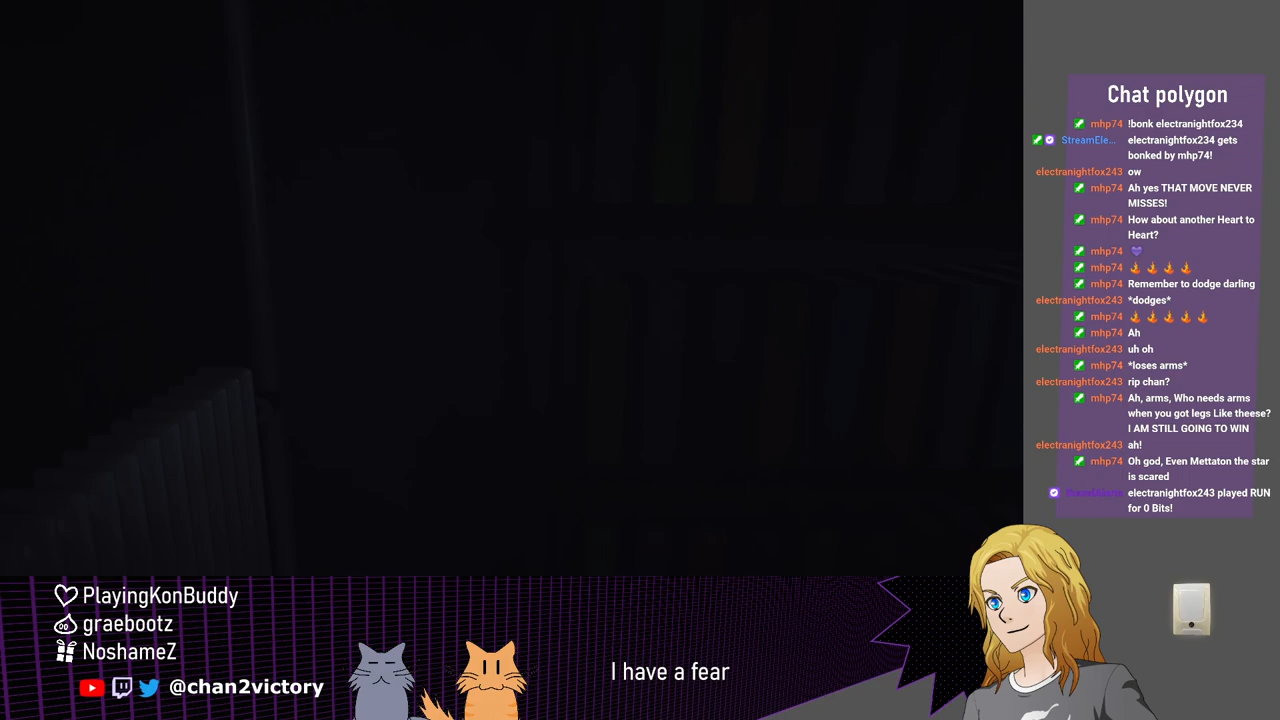 Chat polygon
mhp74 !bonk electranightfox234
StreamEle... electranightfox234 gets
bonked by mhp74!
electranightfox243 ow
mhp74 Ah yes THAT MOVE NEVER
MISSES!
mhp74 How about another Heart to
Heart?
mhp74
mhp74
mhp74 Remember to dodge darling
electranightfox243 *dodges*
mhp74
mhp74 Ah
electranightfox243 uh oh
mhp74 *loses arms*
electranightfox243 rip chan?
mhp74 Ah, arms, Who needs arms
when you got legs Like theese?
I AM STILL GOING TO WIN
electranightfox243 ah!
mhp74 Oh god, Even Mettaton the star
is scared
electranightfox243 played RUN
for 0 Bits!
PlayingKonBuddy
graebootz
NoshameZ
@chan2victory
I have a fear